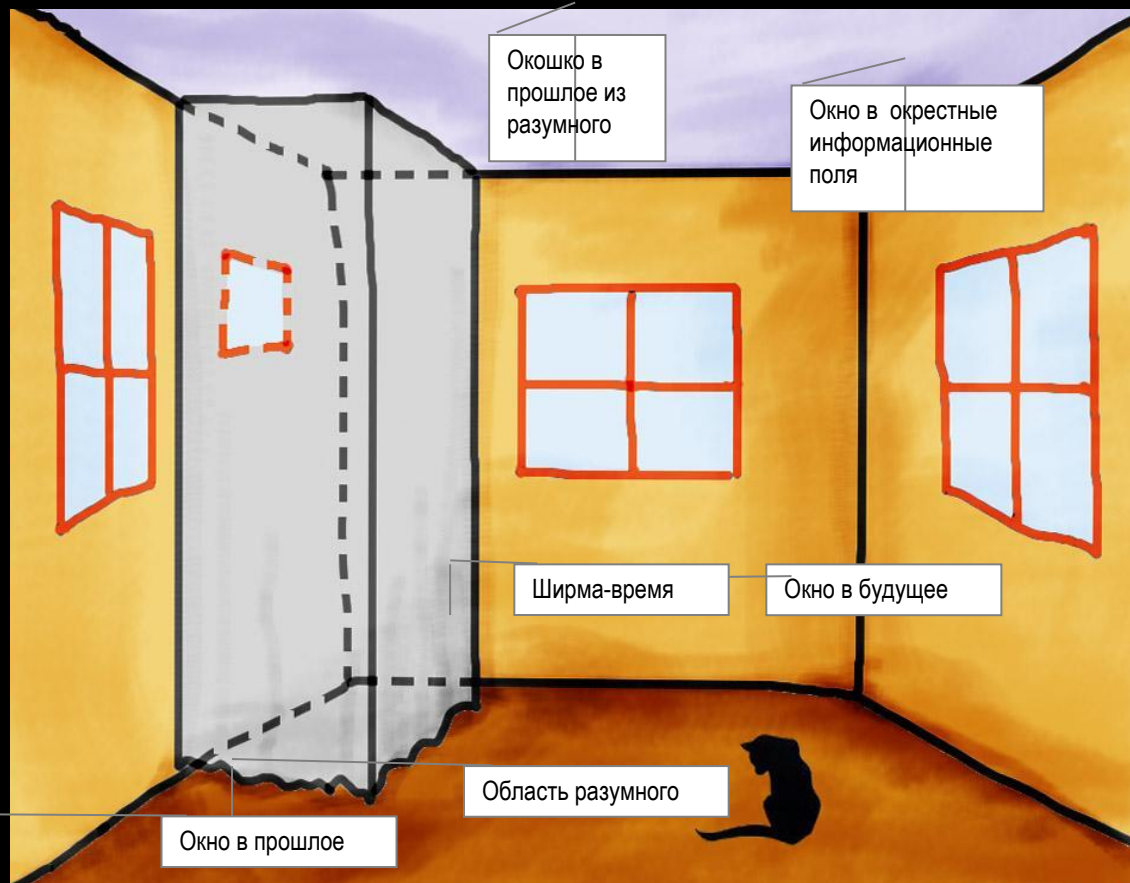 Окошко в
прошлое из
разумного
Окно в окрестные
информационные
поля
Ширма-время
Окно в будущее
Область разумного
Окно в прошлое